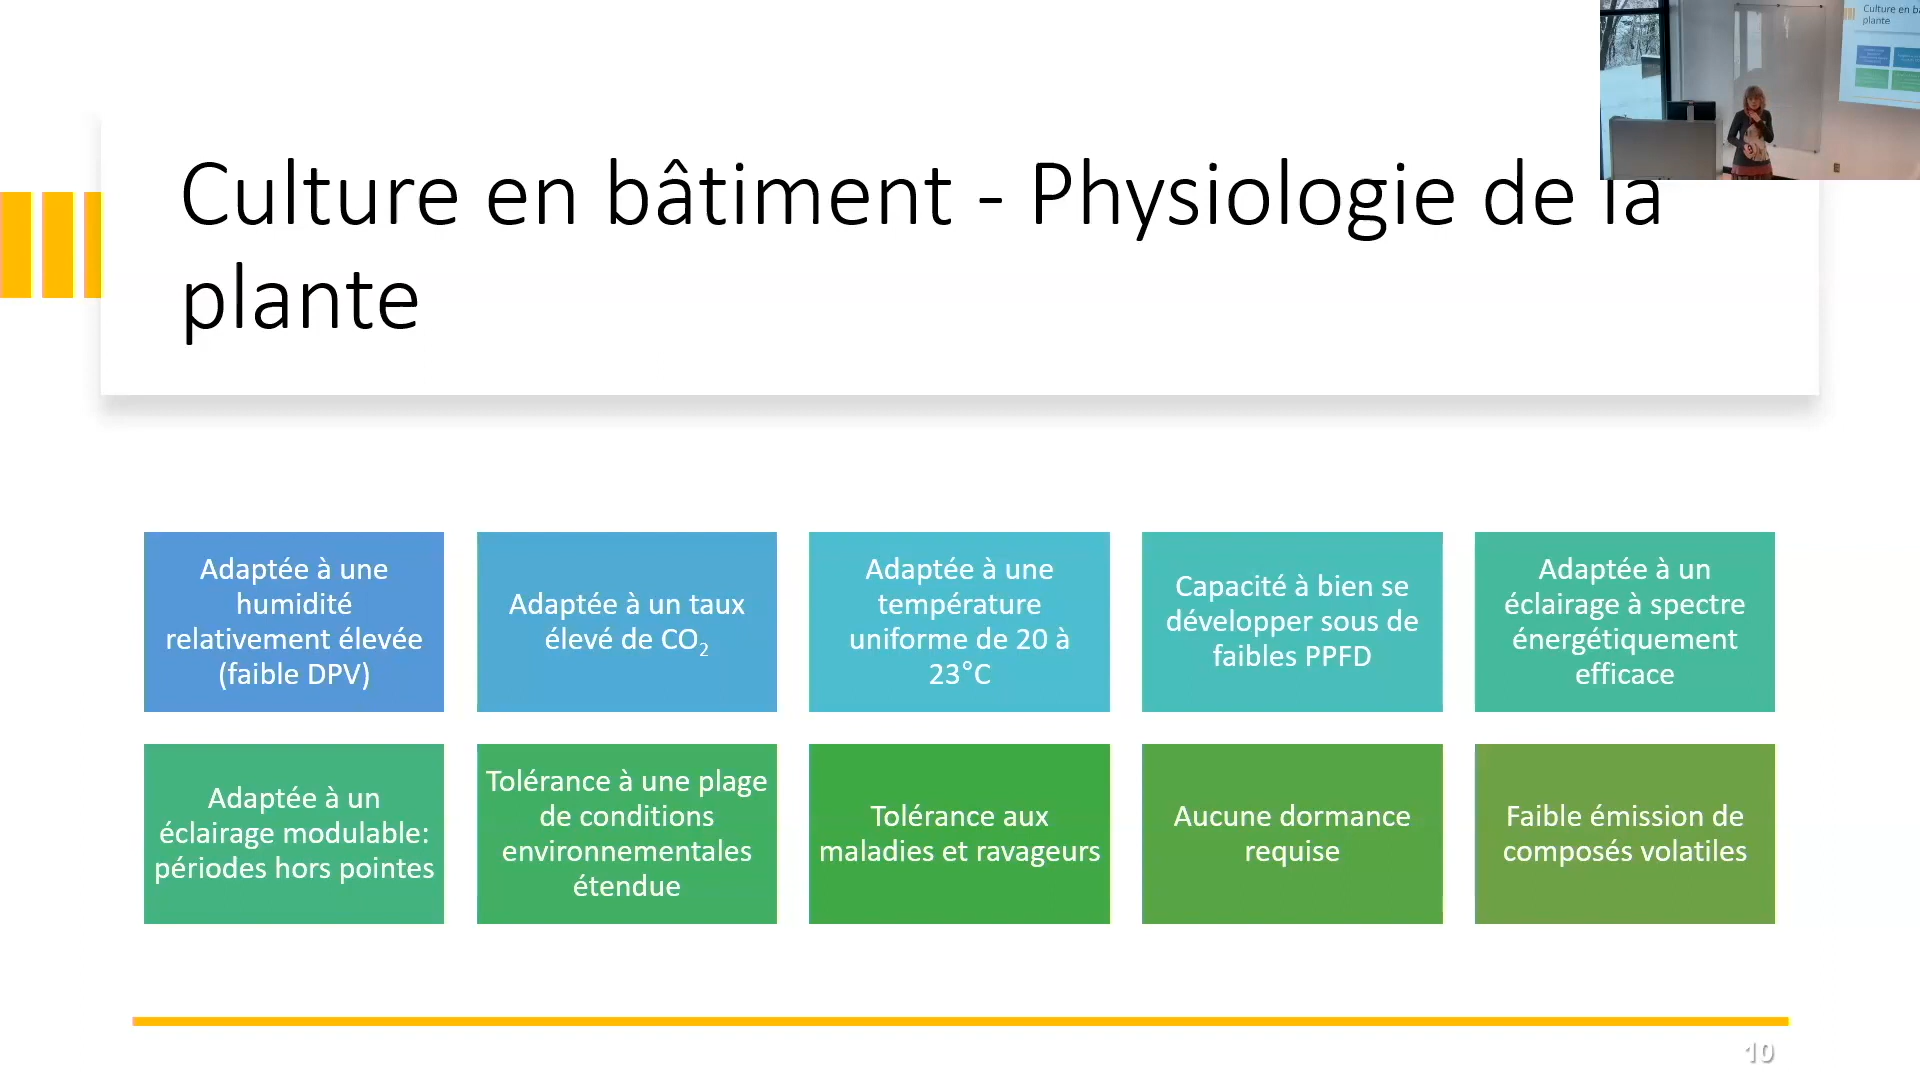 Culture en bâtiment - Physiologie de la
plante
Adaptée à une
humidité
relativement élevée
(faible DPV)
Adaptée à un taux
élevé de CO₂
Adaptée à une
température
uniforme de 20 à
23°C
Capacité à bien se
développer sous de
faibles PPFD
Adaptée à un
éclairage à spectre
énergétiquement
efficace
Adaptée à un
éclairage modulable:
périodes hors pointes
Tolérance à une plage
de conditions
environnementales
étendue
Tolérance aux
maladies et ravageurs
Aucune dormance
requise
Faible émission de
composés volatiles
10
Culture en
plante